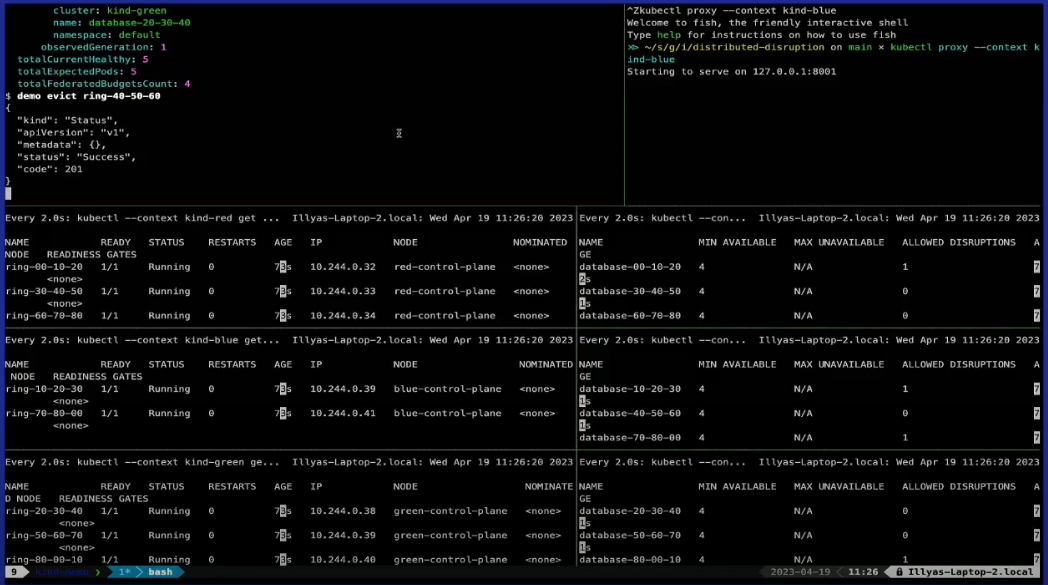 cluster: kind-green
name: database-20-30-40
namespace: default
observedGeneration: 1
totalCurrentHealthy: 5
totalExpectedPods: 5
totalFederatedBudgetsCount: 4
$ demo evict ring-40-50-60
{
"kind": "Status",
"apiVersion": "v1",
"metadata": {},
"status": "Success",
"code": 201
}
^Zkubectl proxy --context kind-blue
Welcome to fish, the friendly interactive shell
Type help for instructions on how to use fish
>> ~/s/g/i/distributed-disruption on main × kubectl proxy --context k
ind-blue
Starting to serve on 127.0.0.1:8001
Every 2.0s: kubectl --context kind-red get ... Illyas-Laptop-2.local: Wed Apr 19 11:26:20 2023
NAME READY STATUS RESTARTS AGE IP NODE NOMINATED
NODE READINESS GATES
ring-00-10-20 1/1 Running 0 73s 10.244.0.32 red-control-plane <none>
<none>
ring-30-40-50 1/1 Running 0 73s 10.244.0.33 red-control-plane <none>
<none>
ring-60-70-80 1/1 Running 0 73s 10.244.0.34 red-control-plane <none>
Every 2.0s: kubectl --con... Illyas-Laptop-2.local: Wed Apr 19 11:26:20 2023
NAME MIN AVAILABLE MAX UNAVAILABLE ALLOWED DISRUPTIONS A
GE
database-00-10-20 4 N/A 1 7
2s
database-30-40-50 4 N/A 0 7
1s
database-60-70-80 4 N/A 0 7
Every 2.0s: kubectl --context kind-blue get... Illyas-Laptop-2.local: Wed Apr 19 11:26:20 2023
NAME READY STATUS RESTARTS AGE IP NODE NOMINATED
NODE READINESS GATES
ring-10-20-30 1/1 Running 0 73s 10.244.0.39 blue-control-plane <none>
<none>
ring-70-80-00 1/1 Running 0 73s 10.244.0.41 blue-control-plane <none>
<none>
Every 2.0s: kubectl --con... Illyas-Laptop-2.local: Wed Apr 19 11:26:20 2023
NAME MIN AVAILABLE MAX UNAVAILABLE ALLOWED DISRUPTIONS A
GE
database-10-20-30 4 N/A 1 7
1s
database-40-50-60 4 N/A 0 7
1s
database-70-80-00 4 N/A 1 7
Every 2.0s: kubectl --context kind-green ge... Illyas-Laptop-2.local: Wed Apr 19 11:26:20 2023
NAME READY STATUS RESTARTS AGE IP NODE NOMINATE
D NODE READINESS GATES
ring-20-30-40 1/1 Running 0 73s 10.244.0.38 green-control-plane <none>
<none>
ring-50-60-70 1/1 Running 0 73s 10.244.0.39 green-control-plane <none>
<none>
ring-80-00-10 1/1 Running 0 73s 10.244.0.40 green-control-plane <none>
Every 2.0s: kubectl --con... Illyas-Laptop-2.local: Wed Apr 19 11:26:20 2023
NAME MIN AVAILABLE MAX UNAVAILABLE ALLOWED DISRUPTIONS A
GE
database-20-30-40 4 N/A 0 7
1s
database-50-60-70 4 N/A 0 7
1s
database-80-00-10 4 N/A 1 7
9 kind-demo 1* bash 2023-04-19 11:26 Illyas-Laptop-2.local